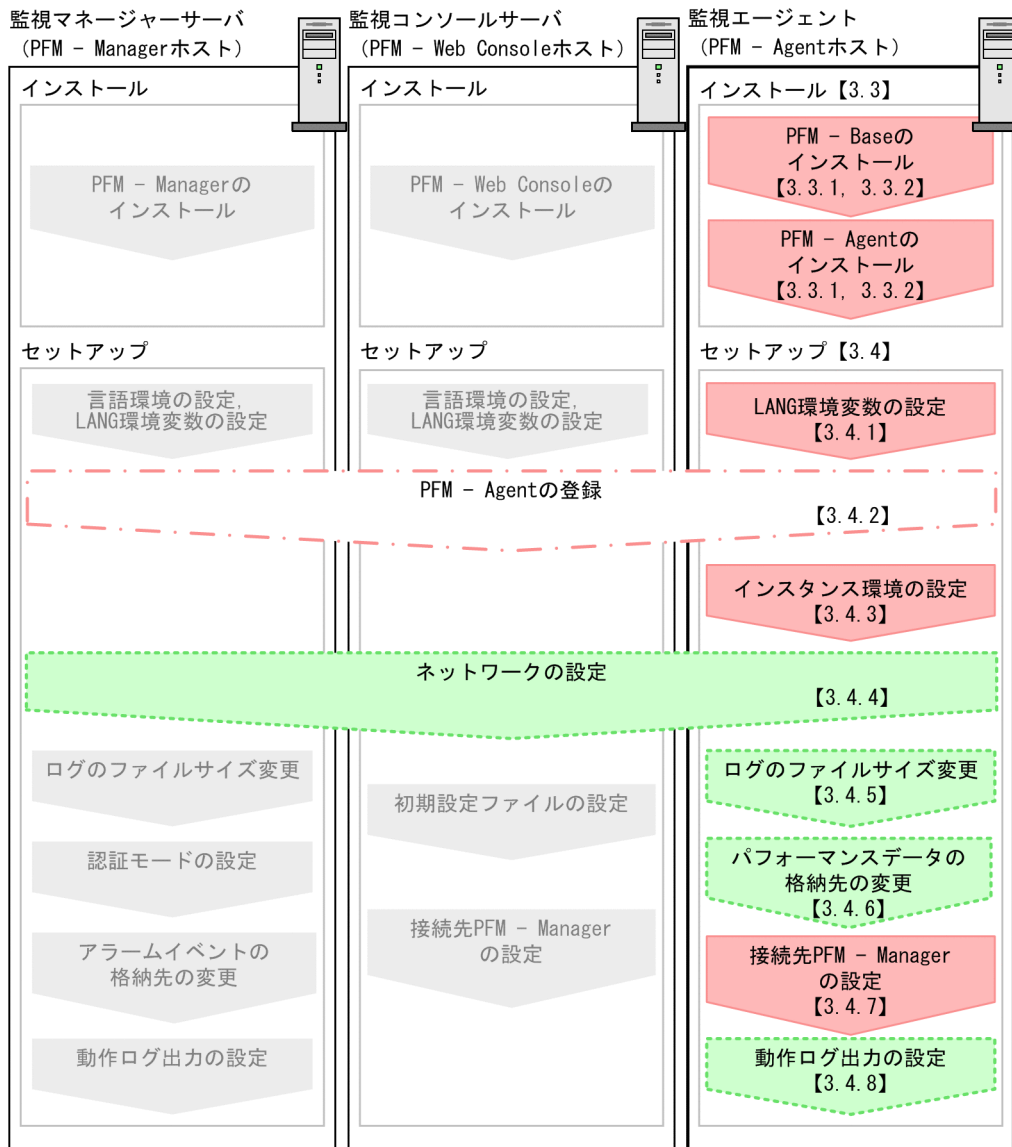 監視マネージャーサーバ
(PFM - Managerホスト)
インストール
PFM - Managerの
インストール
セットアップ
言語環境の設定,
LANG環境変数の設定
監視コンソールサーバ
(PFM - Web Consoleホスト)
インストール
PFM - Web Consoleの
インストール
セットアップ
言語環境の設定,
LANG環境変数の設定
監視エージェント
(PFM - Agentホスト)
インストール【3.3】
PFM - Baseの
インストール
【3.3.1, 3.3.2】
PFM - Agentの
インストール
【3.3.1, 3.3.2】
セットアップ【3.4】
LANG環境変数の設定
【3.4.1】
PFM - Agentの登録
【3.4.2】
インスタンス環境の設定
【3.4.3】
ネットワークの設定
【3.4.4】
ログのファイルサイズ変更
認証モードの設定
アラームイベントの
格納先の変更
動作ログ出力の設定
初期設定ファイルの設定
接続先PFM - Manager
の設定
ログのファイルサイズ変更
【3.4.5】
パフォーマンスデータの
格納先の変更
【3.4.6】
接続先PFM - Manager
の設定
【3.4.7】
動作ログ出力の設定
【3.4.8】